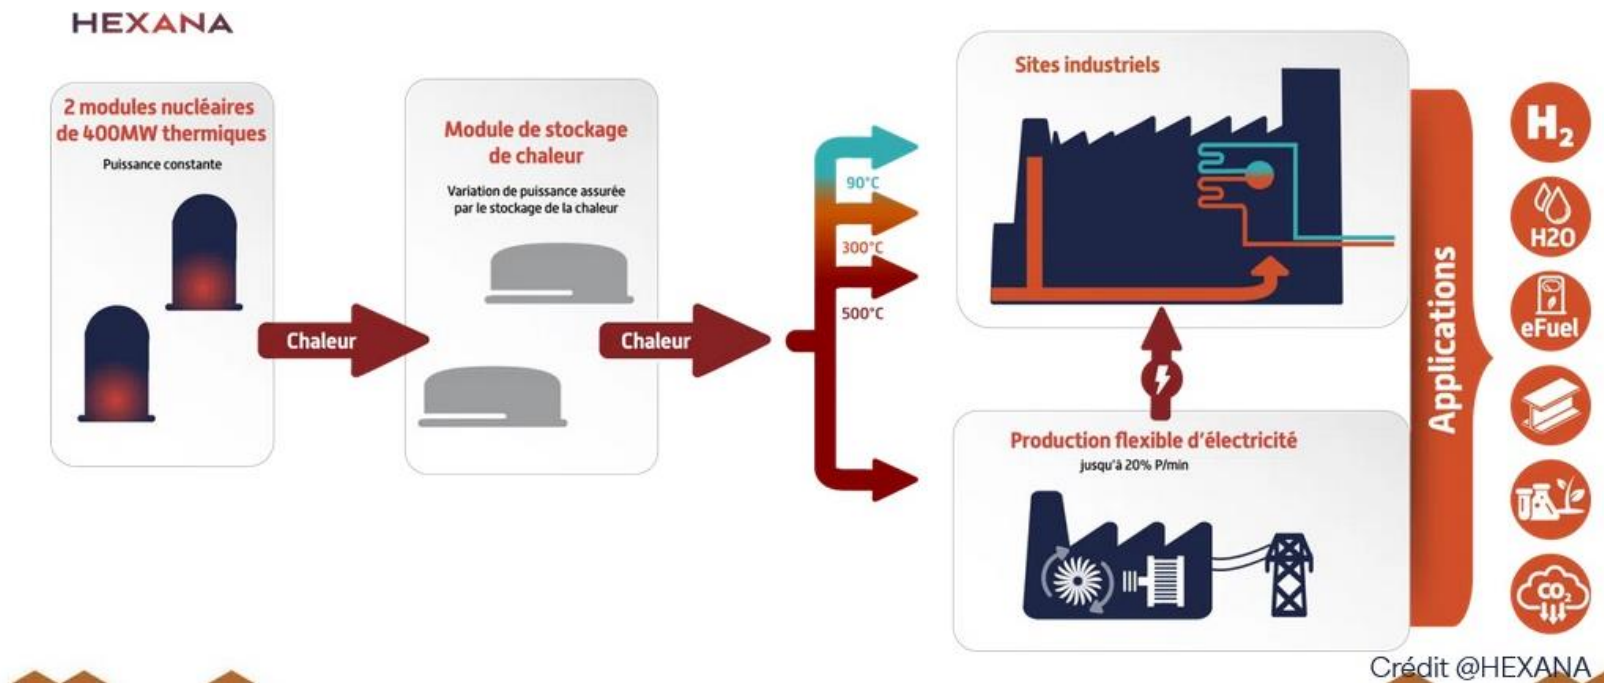 HEXANA
2 modules nucléaires
de 400MW thermiques
Puissance constante
Chaleur
Module de stockage
de chaleur
Variation de puissance assurée
par le stockage de la chaleur
Chaleur
90°C
300°C
500°C
Sites industriels
Production flexible d'électricité
jusqu'à 20% P/min
Applications
H₂
H2O
eFuel
CO₂
Crédit @HEXANA